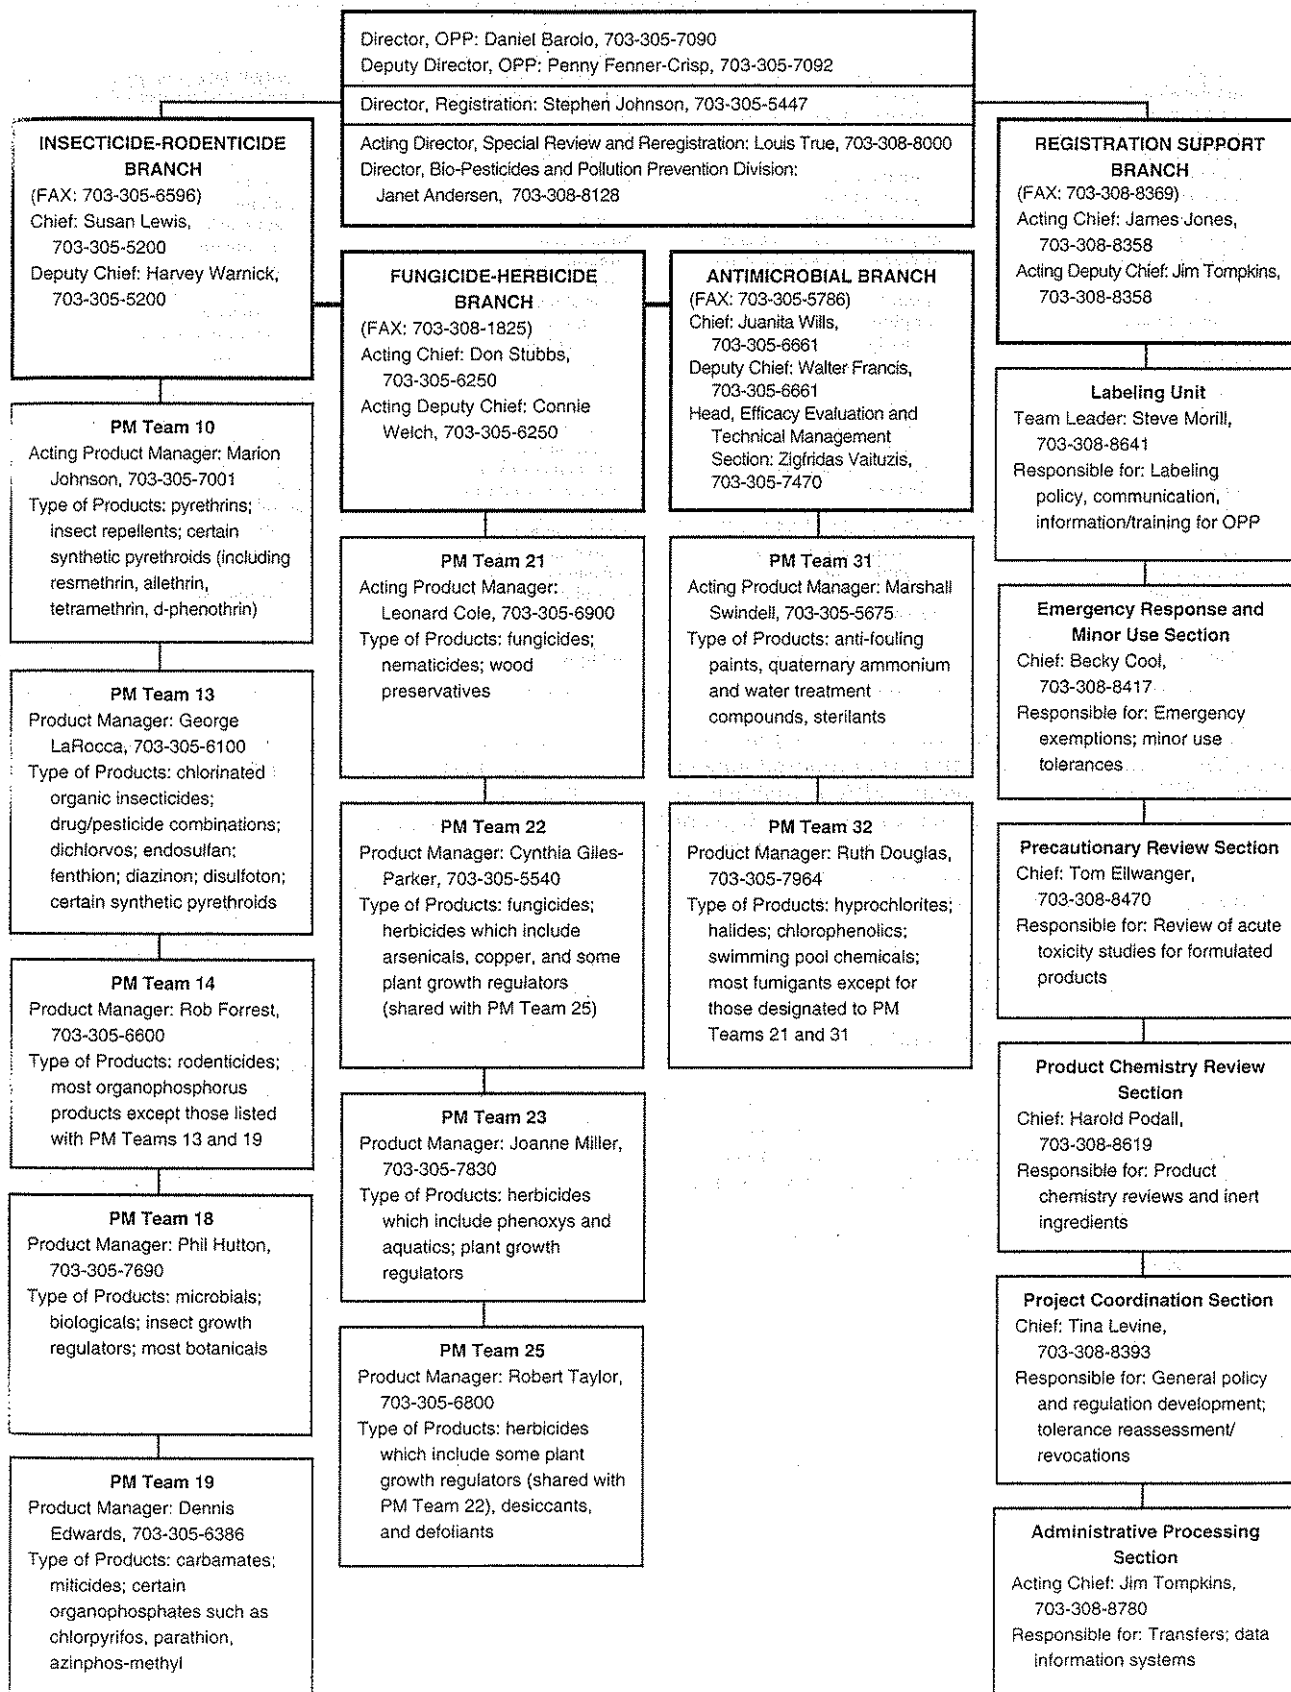 Director, OPP: Daniel Barolo, 703-305-7090
Deputy Director, OPP: Penny Fenner-Crisp, 703-305-7092
Director, Registration: Stephen Johnson, 703-305-5447
Acting Director, Special Review and Reregistration: Louis True, 703-308-8000
Director, Bio-Pesticides and Pollution Prevention Division:
Janet Andersen, 703-308-8128
INSECTICIDE-RODENTICIDE
BRANCH
(FAX: 703-305-6596)
Chief: Susan Lewis,
703-305-5200
Deputy Chief: Harvey Warnick,
703-305-5200
PM Team 10
Acting Product Manager: Marion
Johnson, 703-305-7001
Type of Products: pyrethrins;
insect repellents; certain
synthetic pyrethroids (including
resmethrin, allethrin,
tetramethrin, d-phenothrin)
PM Team 13
Product Manager: George
LaRocca, 703-305-6100
Type of Products: chlorinated
organic insecticides;
drug/pesticide combinations;
dichlorvos; endosulfan;
fenthion; diazinon; disulfoton;
certain synthetic pyrethroids
PM Team 14
Product Manager: Rob Forrest,
703-305-6600
Type of Products: rodenticides;
most organophosphorus
products except those listed
with PM Teams 13 and 19
PM Team 18
Product Manager: Phil Hutton,
703-305-7690
Type of Products: microbials;
biologicals; insect growth
regulators; most botanicals
PM Team 19
Product Manager: Dennis
Edwards, 703-305-6386
Type of Products: carbamates;
miticides; certain
organophosphates such as
chlorpyrifos, parathion,
azinphos-methyl
FUNGICIDE-HERBICIDE
BRANCH
(FAX: 703-308-1825)
Acting Chief: Don Stubbs,
703-305-6250
Acting Deputy Chief: Connie
Welch, 703-305-6250
PM Team 21
Acting Product Manager:
Leonard Cole, 703-305-6900
Type of Products: fungicides;
nematicides; wood
preservatives
PM Team 22
Product Manager: Cynthia Giles-
Parker, 703-305-5540
Type of Products: fungicides;
herbicides which include
arsenicals, copper, and some
plant growth regulators
(shared with PM Team 25)
PM Team 23
Product Manager: Joanne Miller,
703-305-7830
Type of Products: herbicides
which include phenoxys and
aquatics; plant growth
regulators
PM Team 25
Product Manager: Robert Taylor,
703-305-6800
Type of Products: herbicides
which include some plant
growth regulators (shared with
PM Team 22), desiccants,
and defoliants
ANTIMICROBIAL BRANCH
(FAX: 703-305-5786)
Chief: Juanita Wills,
703-305-6661
Deputy Chief: Walter Francis,
703-305-6661
Head, Efficacy Evaluation and
Technical Management
Section: Zigfridas Vaituzis,
703-305-7470
PM Team 31
Acting Product Manager: Marshall
Swindell, 703-305-5675
Type of Products: anti-fouling
paints, quaternary ammonium
and water treatment
compounds, sterilants
PM Team 32
Product Manager: Ruth Douglas,
703-305-7964
Type of Products: hyprochlorites;
halides; chlorophenolics;
swimming pool chemicals;
most fumigants except for
those designated to PM
Teams 21 and 31
REGISTRATION SUPPORT
BRANCH
(FAX: 703-308-8369)
Acting Chief: James Jones,
703-308-8358
Acting Deputy Chief: Jim Tompkins,
703-308-8358
Labeling Unit
Team Leader: Steve Morill,
703-308-8641
Responsible for: Labeling
policy, communication,
information/training for OPP
Emergency Response and
Minor Use Section
Chief: Becky Cool,
703-308-8417
Responsible for: Emergency
exemptions; minor use
tolerances
Precautionary Review Section
Chief: Tom Ellwanger,
703-308-8470
Responsible for: Review of acute
toxicity studies for formulated
products
Product Chemistry Review
Section
Chief: Harold Podall,
703-308-8619
Responsible for: Product
chemistry reviews and inert
ingredients
Project Coordination Section
Chief: Tina Levine,
703-308-8393
Responsible for: General policy
and regulation development;
tolerance reassessment/
revocations
Administrative Processing
Section
Acting Chief: Jim Tompkins,
703-308-8780
Responsible for: Transfers; data
information systems